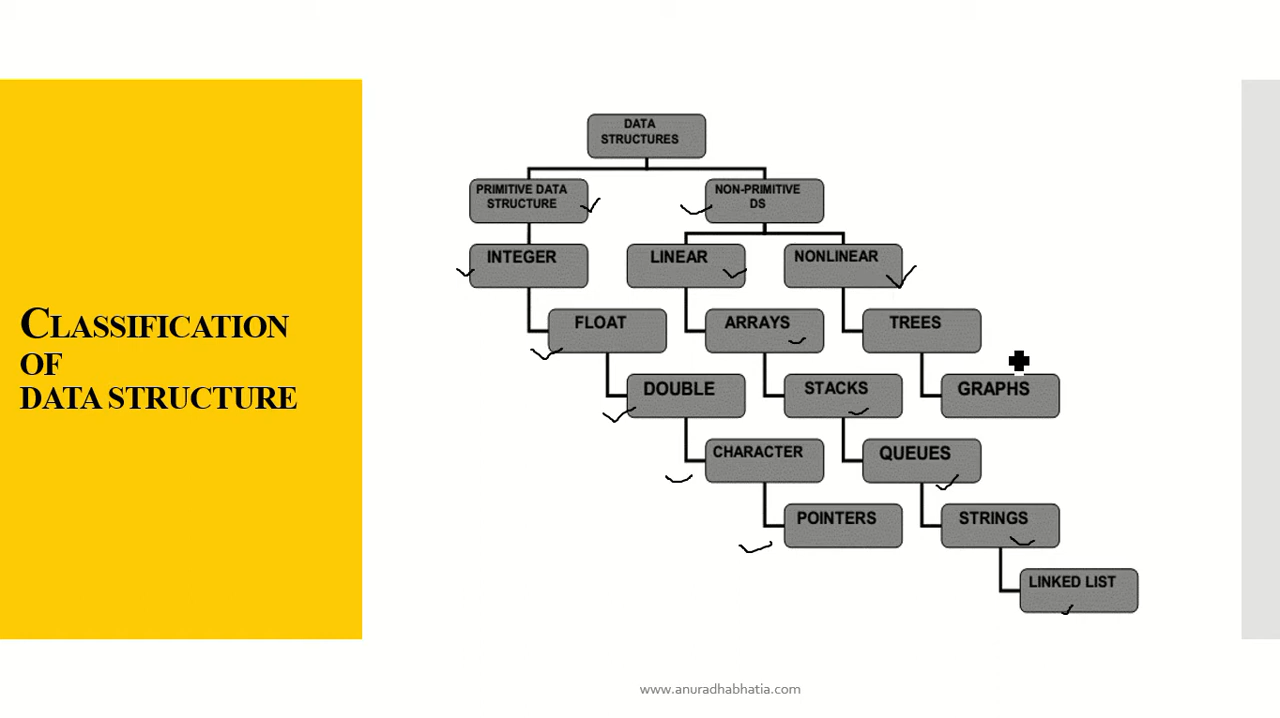 CLASSIFICATION
OF
DATA STRUCTURE
DATA
STRUCTURES
PRIMITIVE DATA
STRUCTURE
NON-PRIMITIVE
DS
INTEGER
LINEAR
NONLINEAR
FLOAT
ARRAYS
TREES
DOUBLE
STACKS
GRAPHS
CHARACTER
QUEUES
POINTERS
STRINGS
LINKED LIST
www.anuradhabhatia.com